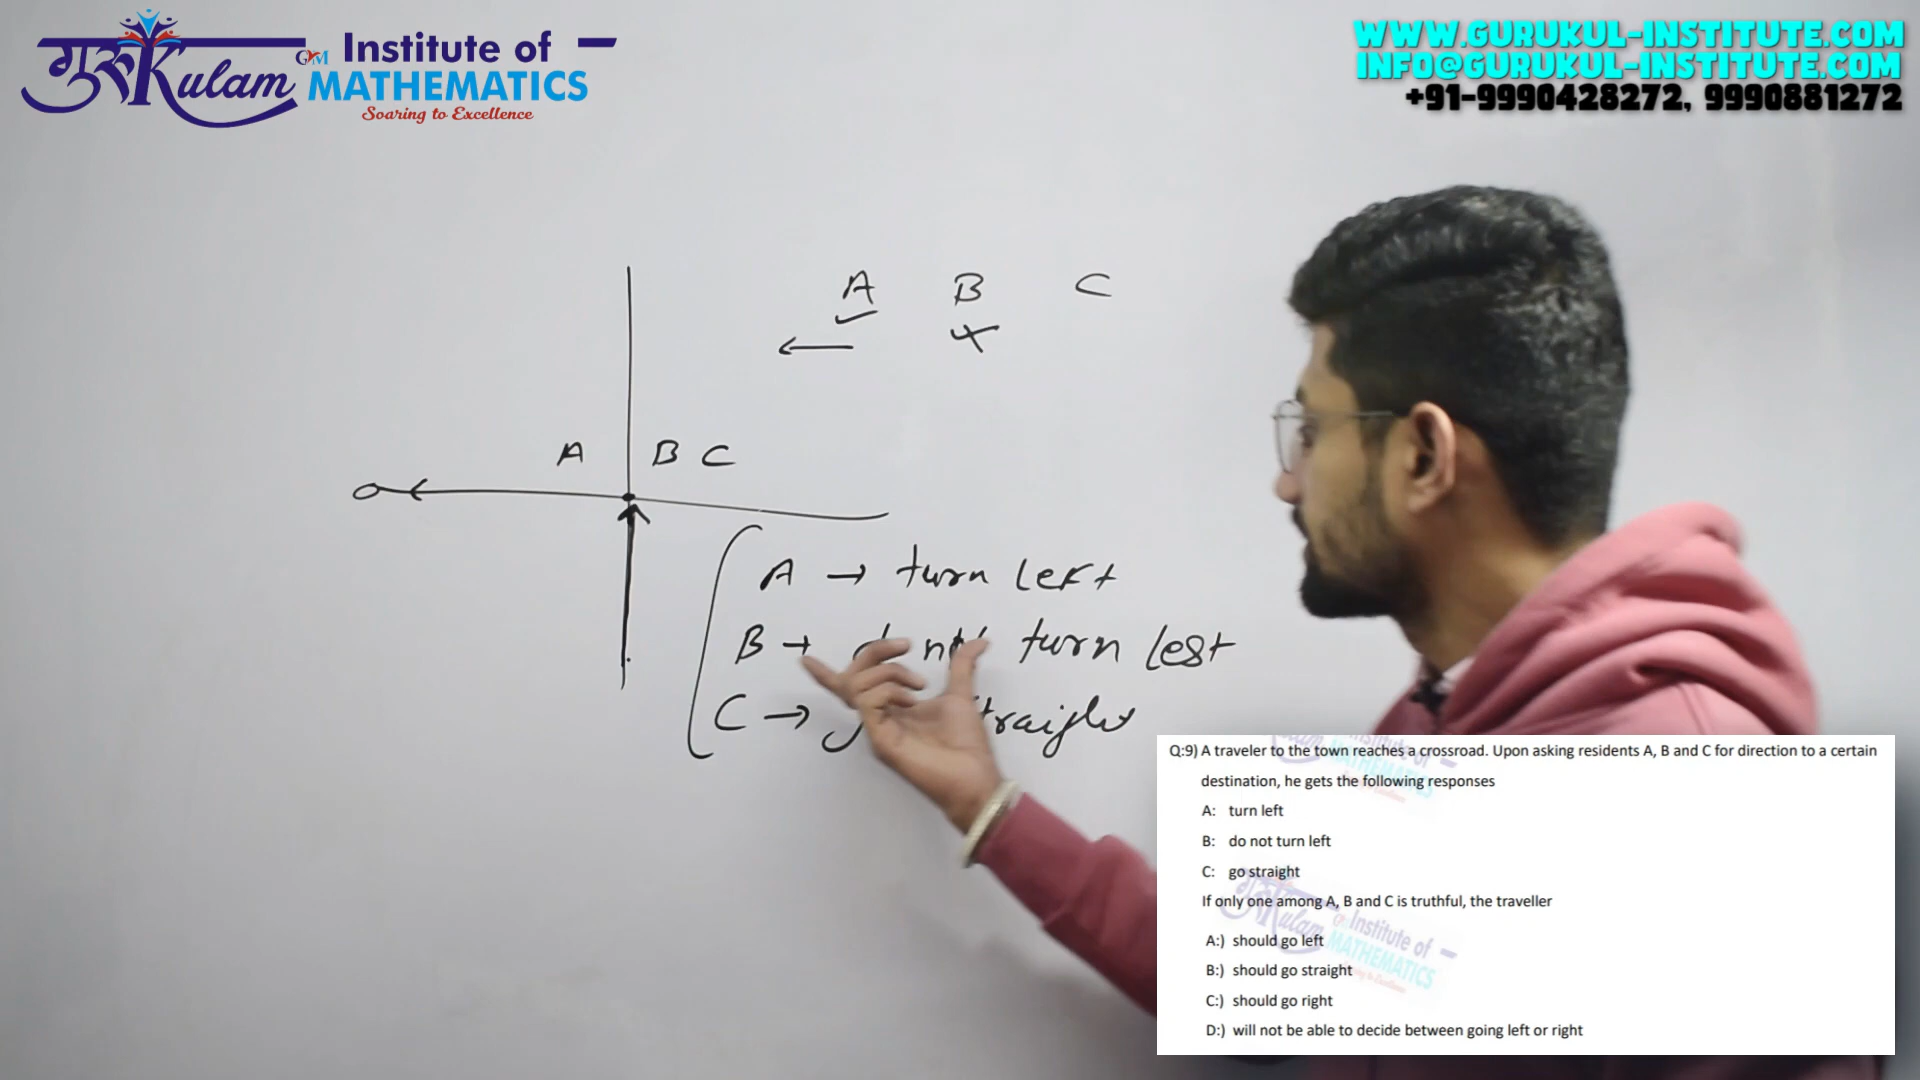 गुरुKulam
GM
Institute of
MATHEMATICS
Soaring to Excellence
WWW.GURUKUL-INSTITUTE.COM
INFO@GURUKUL-INSTITUTE.COM
+91-9990428272, 9990881272
A B C
A B C
A → turn left
B → turn left
C →
Q:9) A traveler to the town reaches a crossroad. Upon asking residents A, B and C for direction to a certain
destination, he gets the following responses
A: turn left
B: do not turn left
C: go straight
If only one among A, B and C is truthful, the traveller
A:) should go left
B:) should go straight
C:) should go right
D:) will not be able to decide between going left or right